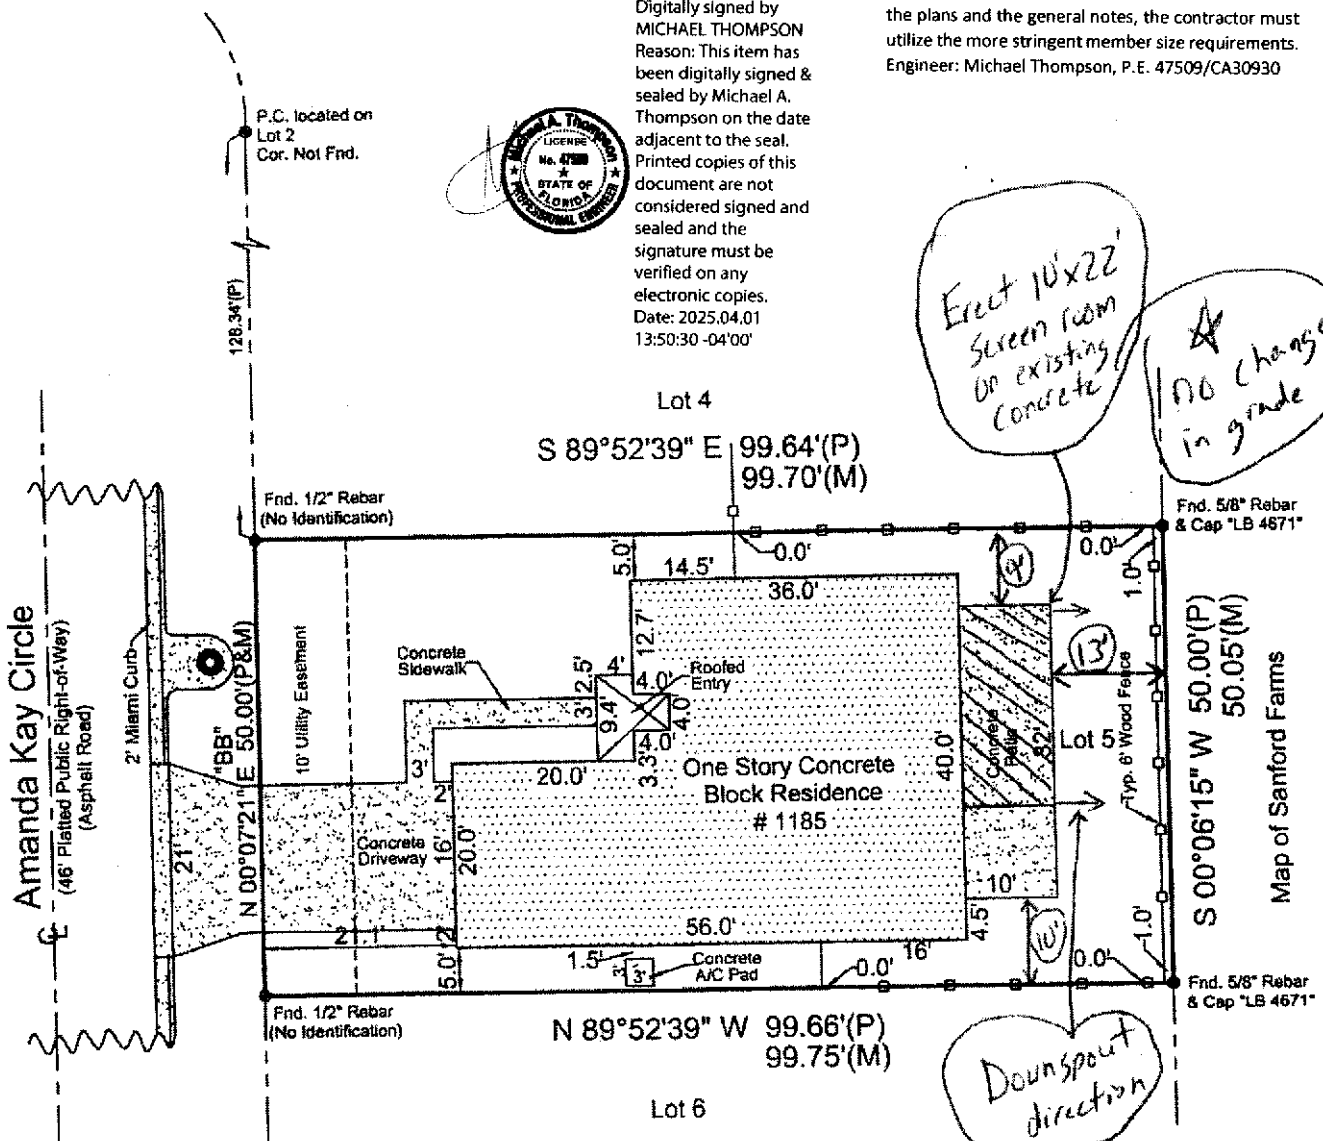 Digitally signed by
MICHAEL THOMPSON
Reason: This item has
been digitally signed &
sealed by Michael A.
Thompson on the date
adjacent to the seal.
Printed copies of this
document are not
considered signed and
sealed and the
signature must be
verified on any
electronic copies.
Date: 2025.04.01
13:50:30 -04'00'
the plans and the general notes, the contractor must
utilize the more stringent member size requirements.
Engineer: Michael Thompson, P.E. 47509/CA30930
Michael A. Thompson
LICENSE
No. 47509
STATE OF
FLORIDA
PROFESSIONAL ENGINEER
P.C. located on
Lot 2
Cor. Not Fnd.
128.34'(P)
Erect 10'x22'
Screen room
on existing
Concrete
no change
in grade
Lot 4
S 89°52'39" E 99.64'(P)
99.70'(M)
Fnd. 1/2" Rebar
(No Identification)
Fnd. 5/8" Rebar
& Cap "LB 4671"
0.0'
0.0'
1.0'
5.0'
14.5'
36.0'
9'
12.7'
13'
Amanda Kay Circle
(46' Platted Public Right-of-Way)
(Asphalt Road)
2' Miami Curb
"BB"
N 00°07'21" E 50.00'(P&M)
10' Utility Easement
Concrete
Sidewalk
4'
2.5'
3'
9.4'
4.0'
4.0'
4.0'
Roofed
Entry
3.3'
20.0'
3'
2'
One Story Concrete
Block Residence
# 1185
40.0'
Concrete
Patio
32'
Lot 5
Typ. 6' Wood Fence
S 00°06'15" W 50.00'(P)
50.05'(M)
Map of Sanford Farms
21'
Concrete
Driveway
16'
20.0'
2'
1'
2'
56.0'
10'
4.5'
10'
16'
5.0'
1.5'
3'
3'
Concrete
A/C Pad
0.0'
0.0'
1.0'
Fnd. 1/2" Rebar
(No Identification)
Fnd. 5/8" Rebar
& Cap "LB 4671"
N 89°52'39" W 99.66'(P)
99.75'(M)
Downspout
direction
Lot 6